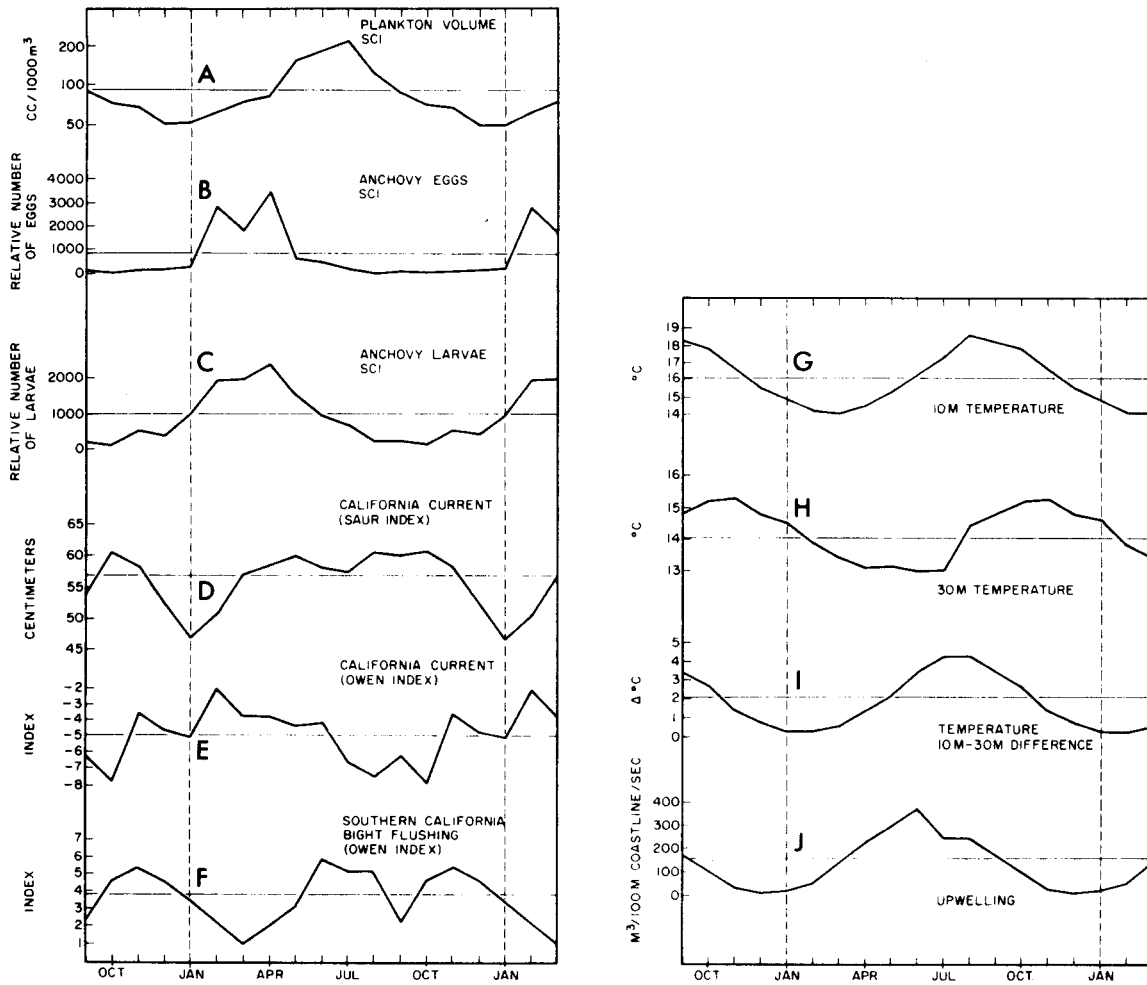 PLANKTON VOLUME
SCI
A
CC/1000m³
200
100
50
ANCHOVY EGGS
SCI
B
RELATIVE NUMBER
OF EGGS
4000
3000
2000
1000
0
ANCHOVY LARVAE
SCI
C
RELATIVE NUMBER
OF LARVAE
2000
1000
0
CALIFORNIA CURRENT
(SAUR INDEX)
D
CENTIMETERS
65
60
55
50
45
CALIFORNIA CURRENT
(OWEN INDEX)
E
INDEX
-2
-3
-4
-5
-6
-7
-8
SOUTHERN CALIFORNIA
BIGHT FLUSHING
(OWEN INDEX)
F
INDEX
7
6
5
4
3
2
1
OCT JAN APR JUL OCT JAN
G
°C
19
18
17
16
15
14
10M TEMPERATURE
H
°C
16
15
14
13
30M TEMPERATURE
I
Δ°C
5
4
3
2
1
0
TEMPERATURE
10M-30M DIFFERENCE
J
M³/100M COASTLINE/SEC
400
300
200
100
0
UPWELLING
OCT JAN APR JUL OCT JAN